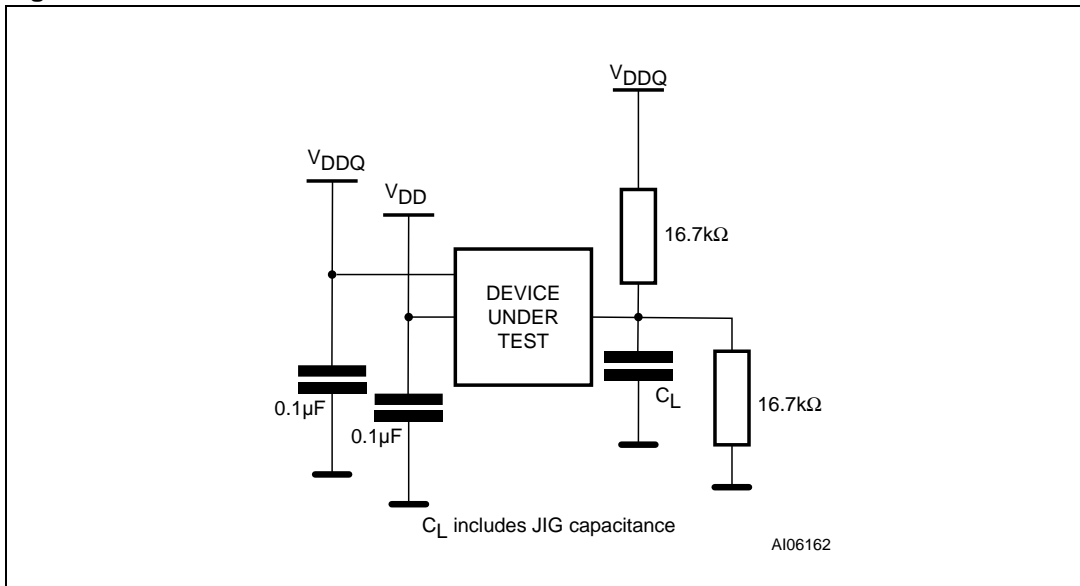 VDDQ
VDDQ
VDD
16.7kΩ
DEVICE
UNDER
TEST
CL
0.1µF
16.7kΩ
0.1µF
CL includes JIG capacitance
AI06162